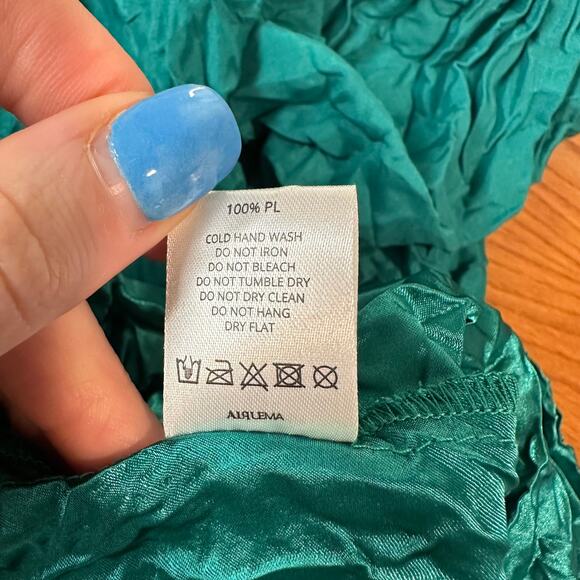 100% PL
COLD HAND WASH
DO NOT IRON
DO NOT BLEACH
DO NOT TUMBLE DRY
DO NOT DRY CLEAN
DO NOT HANG
DRY FLAT